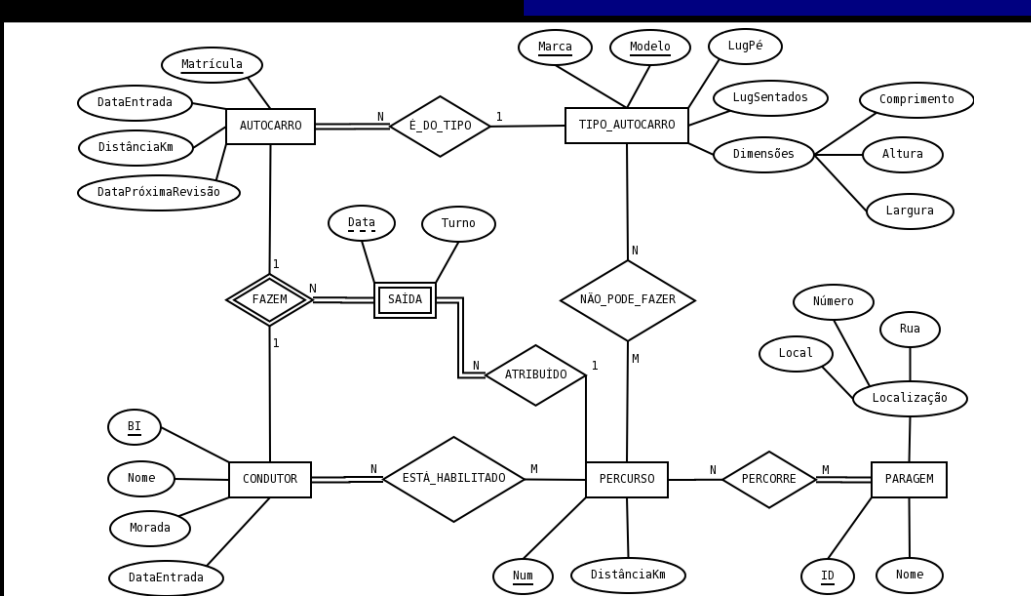 Marca
Modelo
LugPé
Matrícula
LugSentados
Comprimento
DataEntrada
AUTOCARRO
N
É_DO_TIPO
1
TIPO_AUTOCARRO
DistânciaKm
Dimensões
Altura
DataPróximaRevisão
Largura
Data
Turno
1
N
N
FAZEM
SAÍDA
NÃO_PODE_FAZER
Número
Rua
1
M
Local
N
ATRIBUÍDO
1
Localização
BI
Nome
CONDUTOR
N
ESTÁ_HABILITADO
M
PERCURSO
N
PERCORRE
M
PARAGEM
Morada
DataEntrada
Num
DistânciaKm
ID
Nome